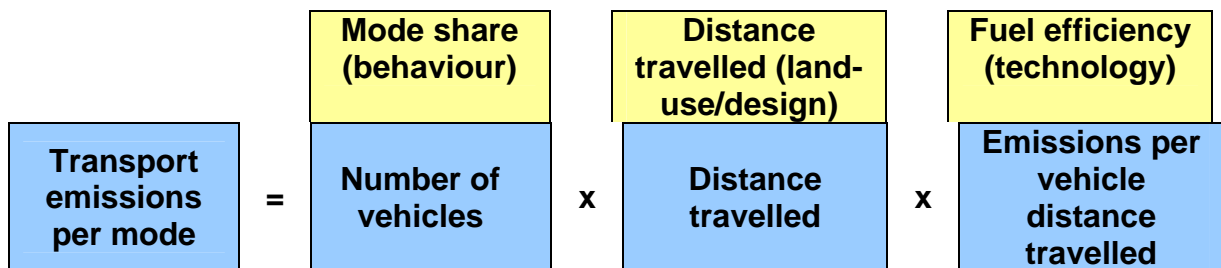 Mode share
(behaviour)
Distance
travelled (land-
use/design)
Fuel efficiency
(technology)
Transport
emissions
per mode
=
Number of
vehicles
x
Distance
travelled
x
Emissions per
vehicle
distance
travelled